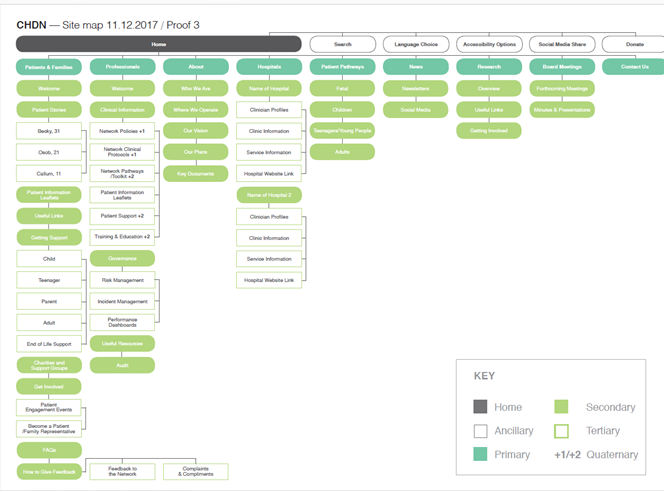 CHDN — Site map 11.12.2017 / Proof 3
Home
Search
Language Choice
Accessibility Options
Social Media Share
Donate
Patients & Families
Professionals
About
Hospitals
Patient Pathways
News
Research
Board Meetings
Contact Us
Welcome
Welcome
Who We Are
Name of Hospital
Fetal
Newsletters
Overview
Forthcoming Meetings
Patient Stories
Clinical Information
Where We Operate
Clinician Profiles
Children
Social Media
Useful Links
Minutes & Presentations
Becky, 31
Network Policies +1
Our Vision
Clinic Information
Teenagers/Young People
Getting Involved
Osob, 21
Network Clinical
Protocols +1
Our Plans
Service Information
Adults
Callum, 11
Network Pathways
/Toolkit +2
Key Documents
Hospital Website Link
Patient Information
Leaflets
Patient Information
Leaflets
Name of Hospital 2
Useful Links
Patient Support +2
Clinician Profiles
Getting Support
Training & Education +2
Clinic Information
Child
Governance
Service Information
Teenager
Risk Management
Hospital Website Link
Parent
Incident Management
Adult
Performance
Dashboards
End of Life Support
Useful Resources
Charities and
Support Groups
Audit
Get Involved
Patient
Engagement Events
Become a Patient
/Family Representative
FAQs
How to Give Feedback
Feedback to
the Network
Complaints
& Compliments
KEY
Home
Secondary
Ancillary
Tertiary
Primary
+1/+2 Quaternary